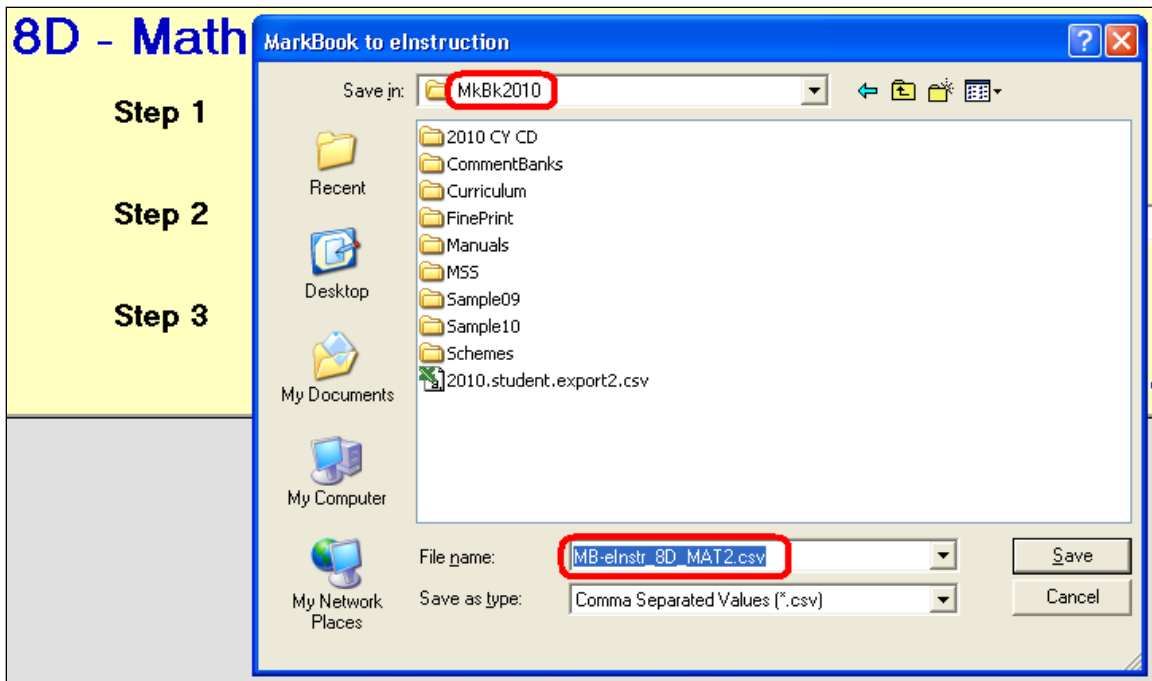 8D - Math
Step 1
Step 2
Step 3
MarkBook to eInstruction
Save in:
MkBk2010
Recent
Desktop
My Documents
My Computer
My Network
Places
2010 CY CD
CommentBanks
Curriculum
FinePrint
Manuals
MSS
Sample09
Sample10
Schemes
2010.student.export2.csv
File name:
MB-eInstr_8D_MAT2.csv
Save
Save as type:
Comma Separated Values (*.csv)
Cancel